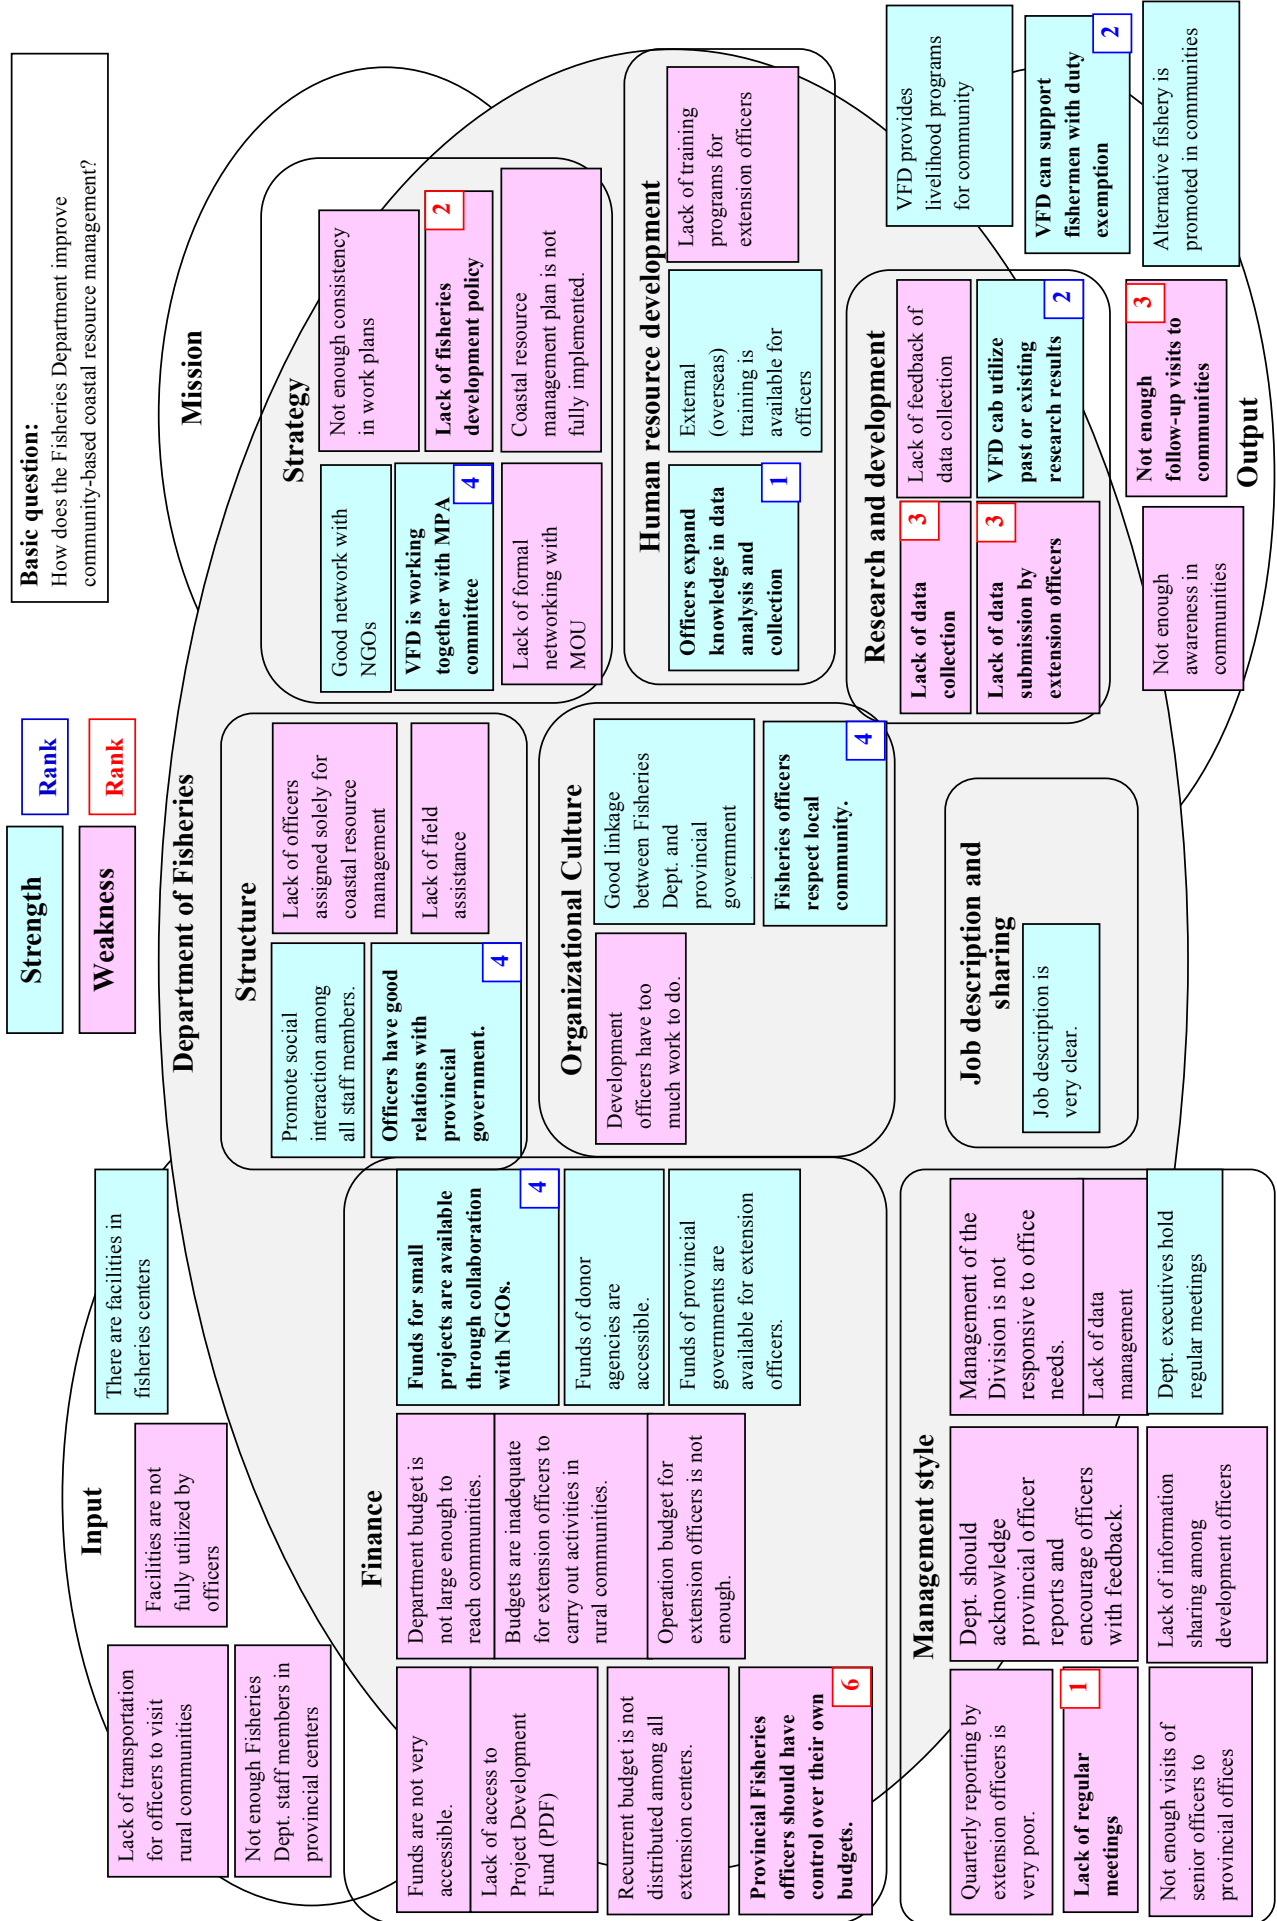 Basic question:
How does the Fisheries Department improve
community-based coastal resource management?
Strength
Rank
Weakness
Rank
Mission
Department of Fisheries
Input
Lack of transportation
for officers to visit
rural communities
Not enough Fisheries
Dept. staff members in
provincial centers
Facilities are not
fully utilized by
officers
There are facilities in
fisheries centers
Structure
Promote social
interaction among
all staff members.
Officers have good
relations with
provincial
government.
4
Lack of officers
assigned solely for
coastal resource
management
Lack of field
assistance
Strategy
Good network with
NGOs
VFD is working
together with MPA
committee
4
Lack of formal
networking with
MOU
Not enough consistency
in work plans
Lack of fisheries
development policy
2
Coastal resource
management plan is not
fully implemented.
Finance
Funds are not very
accessible.
Lack of access to
Project Development
Fund (PDF)
Recurrent budget is not
distributed among all
extension centers.
Provincial Fisheries
officers should have
control over their own
budgets.
6
Department budget is
not large enough to
reach communities.
Budgets are inadequate
for extension officers to
carry out activities in
rural communities.
Operation budget for
extension officers is not
enough.
Funds for small
projects are available
through collaboration
with NGOs.
4
Funds of donor
agencies are
accessible.
Funds of provincial
governments are
available for extension
officers.
Organizational Culture
Development
officers have too
much work to do.
Good linkage
between Fisheries
Dept. and
provincial
government
Fisheries officers
respect local
community.
4
Human resource development
Officers expand
knowledge in data
analysis and
collection
1
External
(overseas)
training is
available for
officers
Lack of training
programs for
extension officers
Research and development
Lack of data
collection
3
Lack of data
submission by
extension officers
3
Lack of feedback of
data collection
VFD cab utilize
past or existing
research results
2
Management style
Quarterly reporting by
extension officers is
very poor.
Lack of regular
meetings
1
Not enough visits of
senior officers to
provincial offices
Dept. should
acknowledge
provincial officer
reports and
encourage officers
with feedback.
Lack of information
sharing among
development officers
Management of the
Division is not
responsive to office
needs.
Lack of data
management
Dept. executives hold
regular meetings
Job description and
sharing
Job description is
very clear.
Output
Not enough
awareness in
communities
Not enough
follow-up visits to
communities
3
VFD provides
livelihood programs
for community
VFD can support
fishermen with duty
exemption
2
Alternative fishery is
promoted in communities